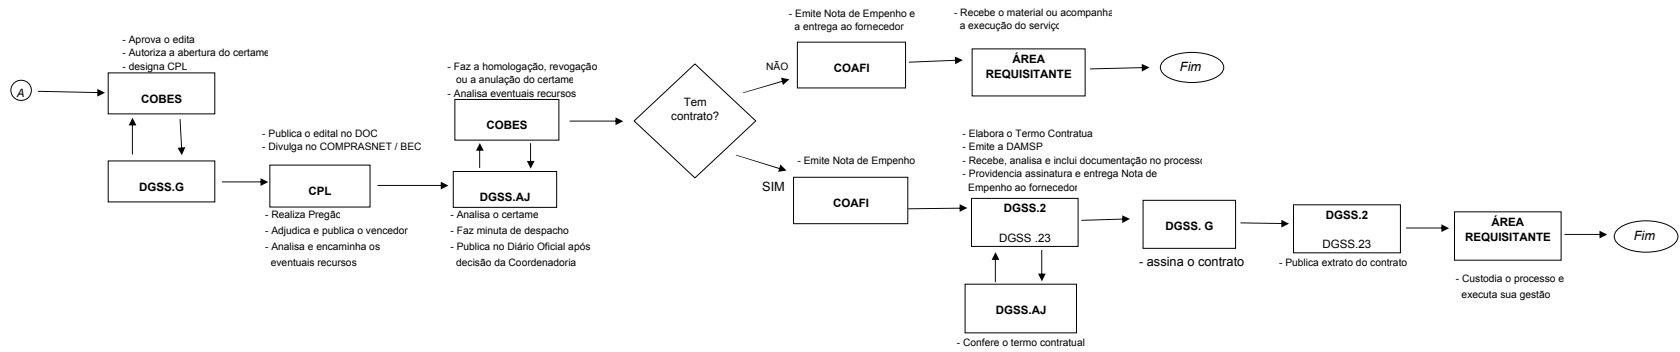 A
- Aprova o edita
- Autoriza a abertura do certame
- designa CPL
COBES
DGSS.G
- Publica o edital no DOC
- Divulga no COMPRASNET / BEC
CPL
- Realiza Pregão
- Adjudica e publica o vencedor
- Analisa e encaminha os
eventuais recursos
- Faz a homologação, revogação
ou a anulação do certame
- Analisa eventuais recursos
COBES
DGSS.AJ
- Analisa o certame
- Faz minuta de despacho
- Publica no Diário Oficial após
decisão da Coordenadoria
Tem
contrato?
NÃO
- Emite Nota de Empenho e
a entrega ao fornecedor
COAFI
- Recebe o material ou acompanha
a execução do serviço
ÁREA
REQUISITANTE
Fim
SIM
- Emite Nota de Empenho
COAFI
- Elabora o Termo Contratua
- Emite a DAMSP
- Recebe, analisa e inclui documentação no processo
- Providencia assinatura e entrega Nota de
Empenho ao fornecedor
DGSS.2
DGSS .23
DGSS.AJ
- Confere o termo contratual
DGSS. G
- assina o contrato
DGSS.2
DGSS.23
- Publica extrato do contrato
ÁREA
REQUISITANTE
- Custodia o processo e
executa sua gestão
Fim